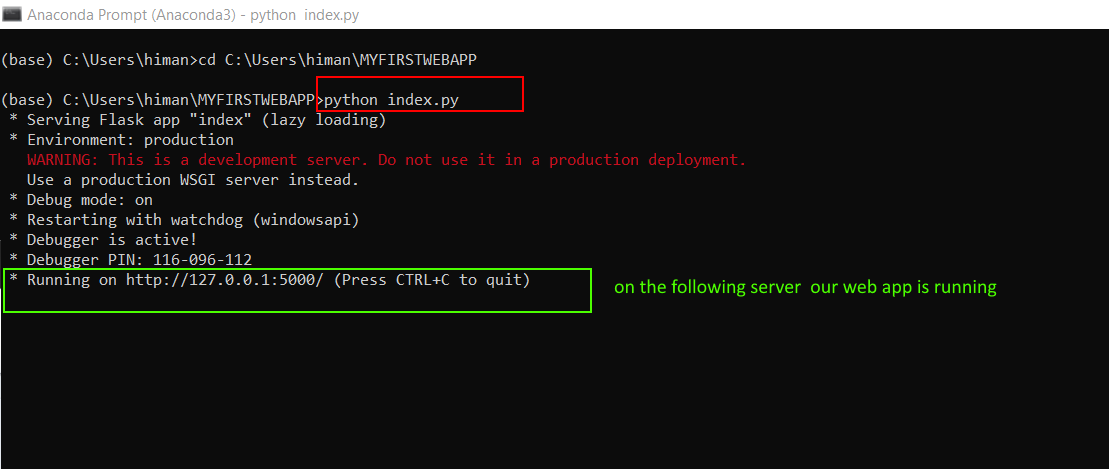 Anaconda Prompt (Anaconda3) - python  index.py
(base) C:\Users\himan>cd C:\Users\himan\MYFIRSTWEBAPP
(base) C:\Users\himan\MYFIRSTWEBAPP>python index.py
* Serving Flask app "index" (lazy loading)
* Environment: production
WARNING: This is a development server. Do not use it in a production deployment.
Use a production WSGI server instead.
* Debug mode: on
* Restarting with watchdog (windowsapi)
* Debugger is active!
* Debugger PIN: 116-096-112
* Running on http://127.0.0.1:5000/ (Press CTRL+C to quit)
on the following server  our web app is running